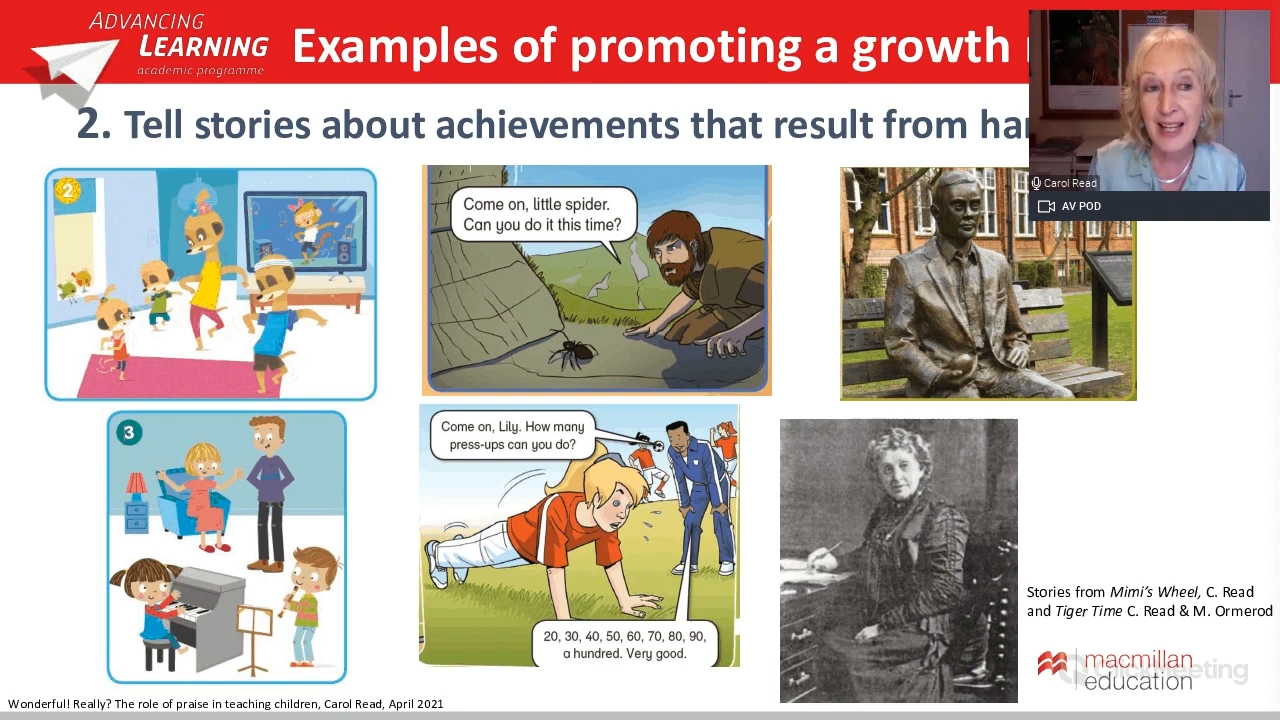 ADVANCING
LEARNING
academic programme
Examples of promoting a growth
2. Tell stories about achievements that result from
2
Come on, little spider.
Can you do it this time?
Carol Read
AV POD
3
Come on, Lily. How many
press-ups can you do?
20, 30, 40, 50, 60, 70, 80, 90,
a hundred. Very good.
Stories from Mimi's Wheel, C. Read
and Tiger Time C. Read & M. Ormerod
macmillan
education
Wonderful! Really? The role of praise in teaching children, Carol Read, April 2021